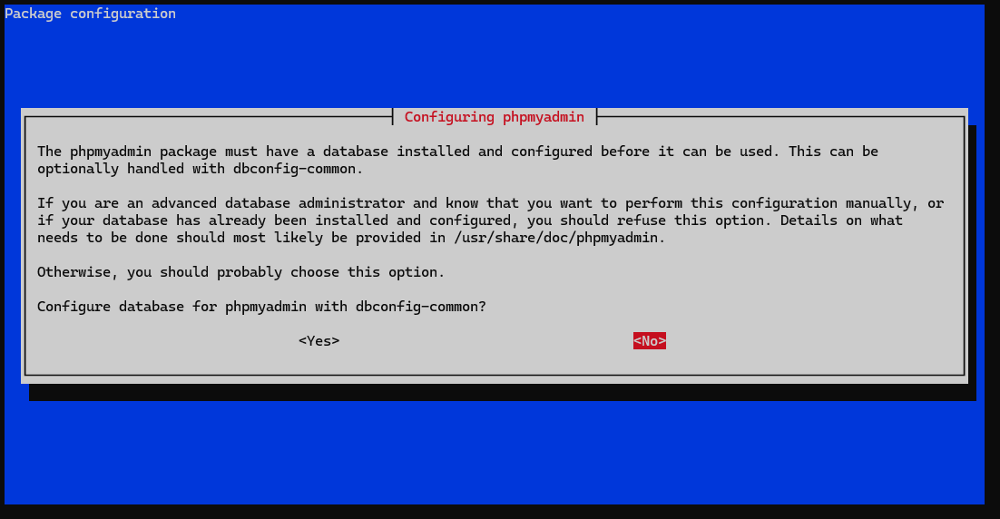 Package configuration
Configuring phpmyadmin
The phpmyadmin package must have a database installed and configured before it can be used. This can be
optionally handled with dbconfig-common.
If you are an advanced database administrator and know that you want to perform this configuration manually, or
if your database has already been installed and configured, you should refuse this option. Details on what
needs to be done should most likely be provided in /usr/share/doc/phpmyadmin.
Otherwise, you should probably choose this option.
Configure database for phpmyadmin with dbconfig-common?
<Yes> <No>